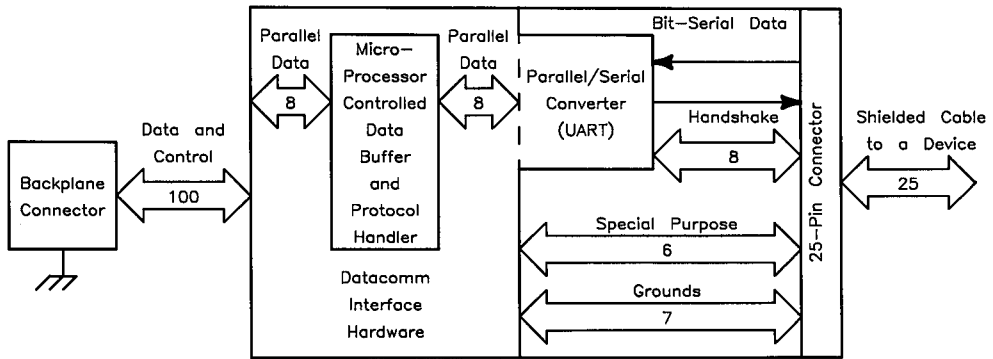 Backplane
Connector
Data and
Control
100
Parallel
Data
8
Micro-
Processor
Controlled
Data
Buffer
and
Protocol
Handler
Parallel
Data
8
Datacomm
Interface
Hardware
Parallel/Serial
Converter
(UART)
Bit-Serial Data
Handshake
8
Special Purpose
6
Grounds
7
25-Pin Connector
Shielded Cable
to a Device
25